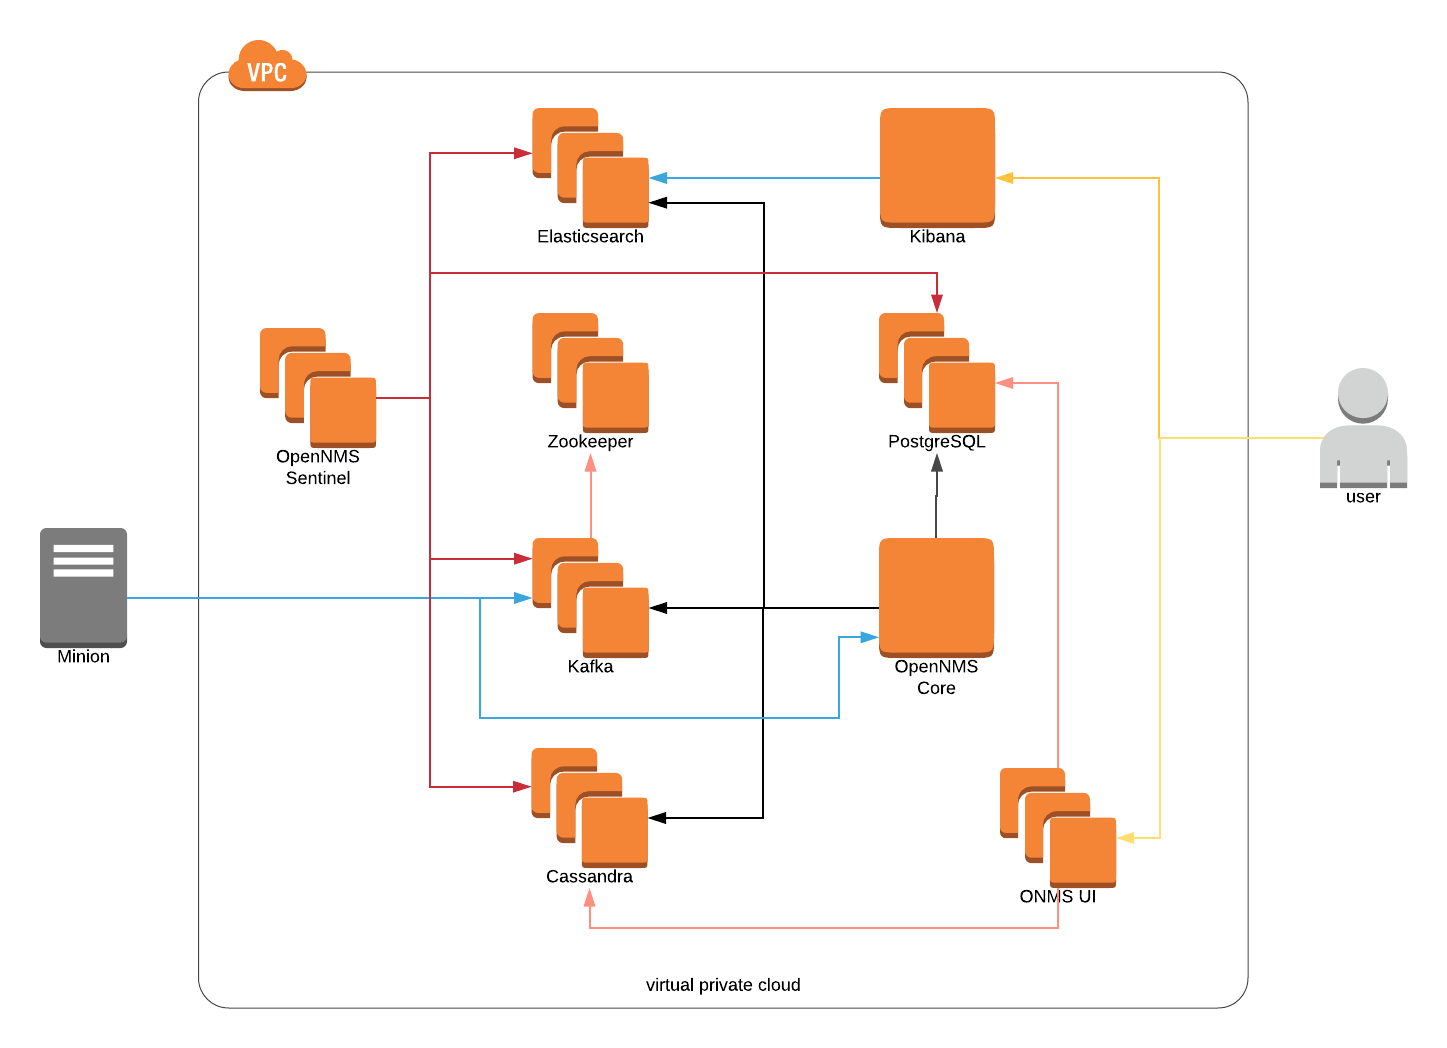 VPC
Elasticsearch
Kibana
Zookeeper
PostgreSQL
OpenNMS
Sentinel
user
Minion
Kafka
OpenNMS
Core
Cassandra
ONMS UI
virtual private cloud